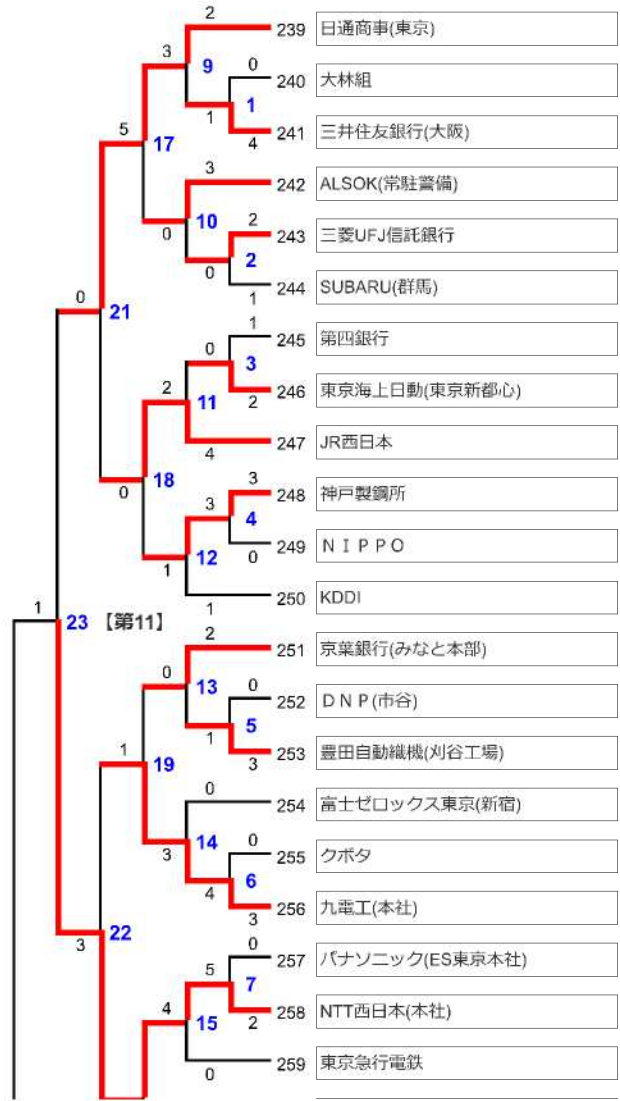 2
239 日通商事(東京)
3
9
0
240 大林組
1
1
5
17
4
241 三井住友銀行(大阪)
3
242 ALSOK(常駐警備)
10
2
243 三菱UFJ信託銀行
0
2
0
244 SUBARU(群馬)
1
0
21
1
245 第四銀行
0
3
2
11
246 東京海上日動(東京新都心)
2
247 JR西日本
4
18
0
3
248 神戸製鋼所
3
4
12
249 ＮＩＰＰＯ
0
1
250 KDDI
1
1
23 【第11】
2
251 京葉銀行(みなと本部)
0
13
0
252 ＤＮＰ(市谷)
5
1
253 豊田自動織機(刈谷工場)
3
1
19
0
254 富士ゼロックス東京(新宿)
14
3
0
255 クボタ
6
4
256 九電工(本社)
3
22
3
0
257 パナソニック(ES東京本社)
5
7
4
258 NTT西日本(本社)
2
15
259 東京急行電鉄
0